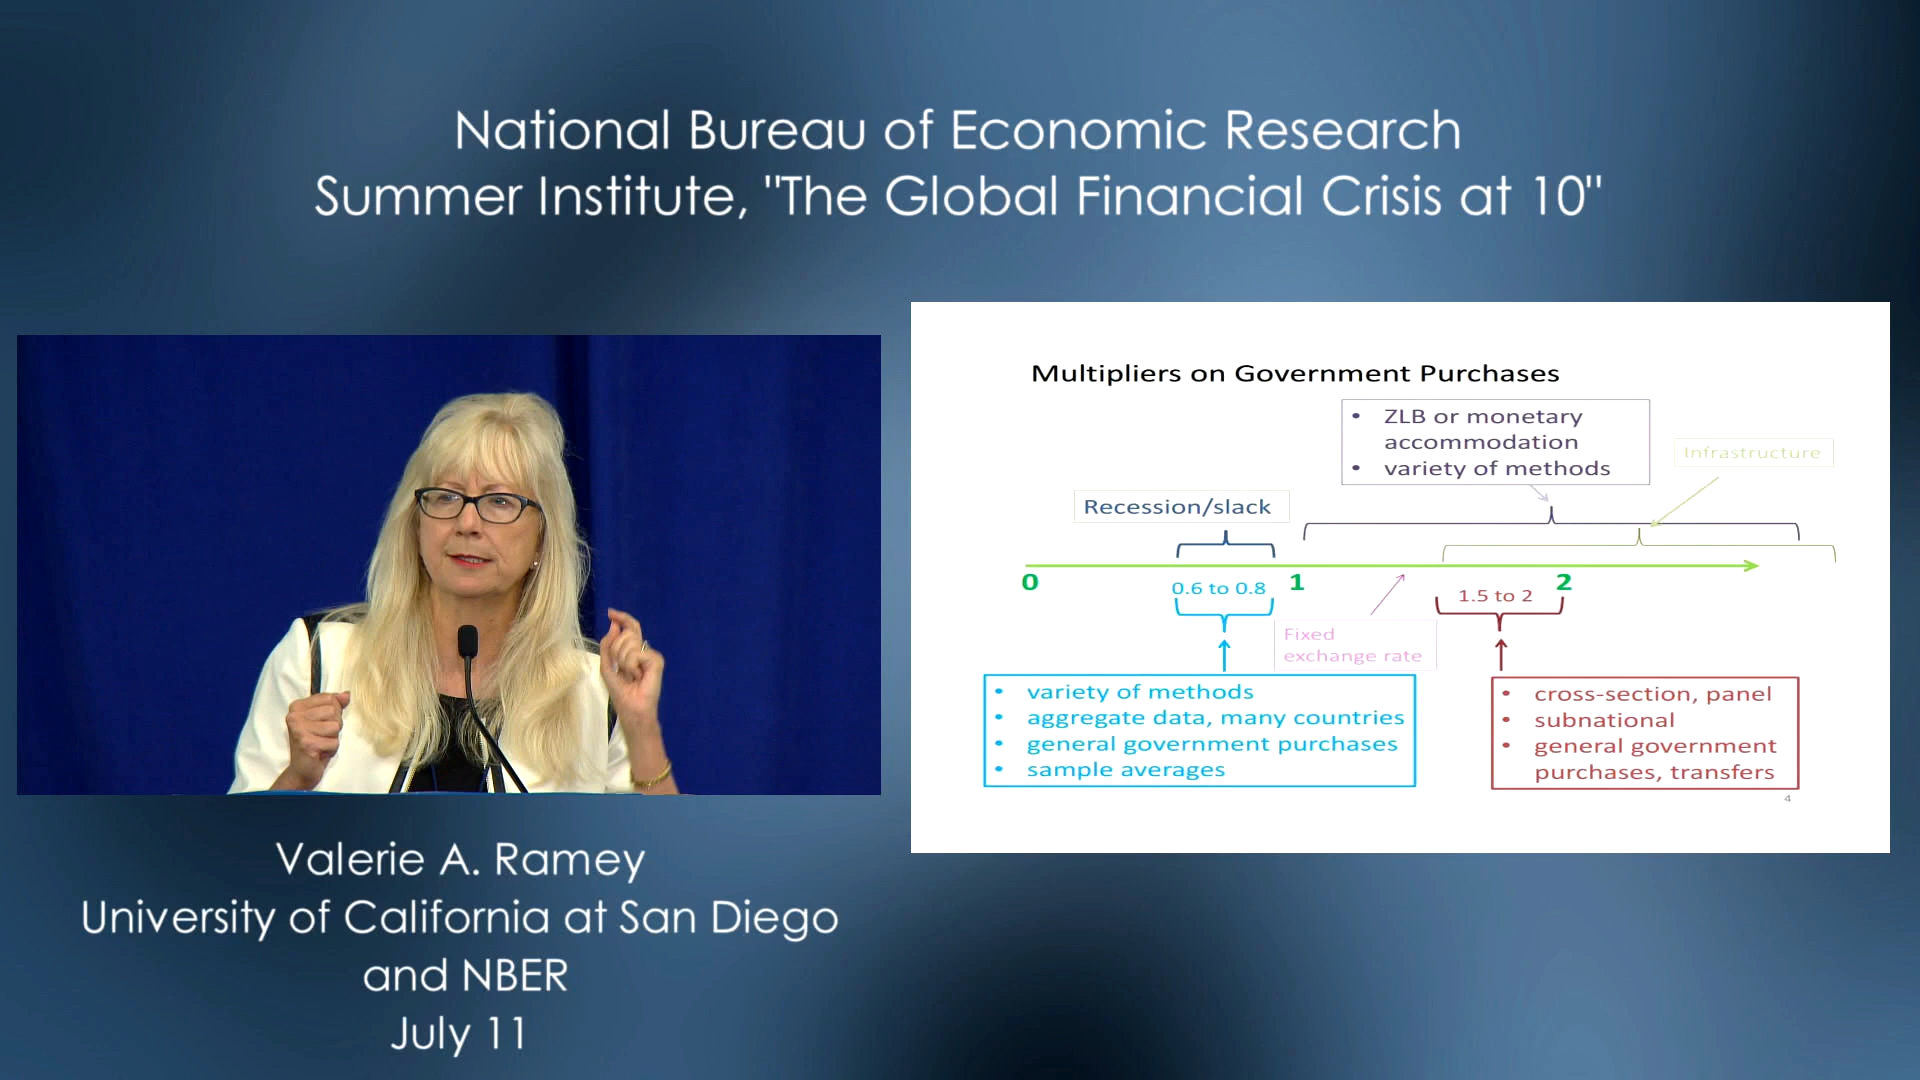 National Bureau of Economic Research
Summer Institute, "The Global Financial Crisis at 10"
Multipliers on Government Purchases
• ZLB or monetary
accommodation
• variety of methods
Infrastructure
Recession/slack
0
0.6 to 0.8
1
1.5 to 2
2
Fixed
exchange rate
• variety of methods
• aggregate data, many countries
• general government purchases
• sample averages
• cross-section, panel
• subnational
• general government
purchases, transfers
4
Valerie A. Ramey
University of California at San Diego
and NBER
July 11